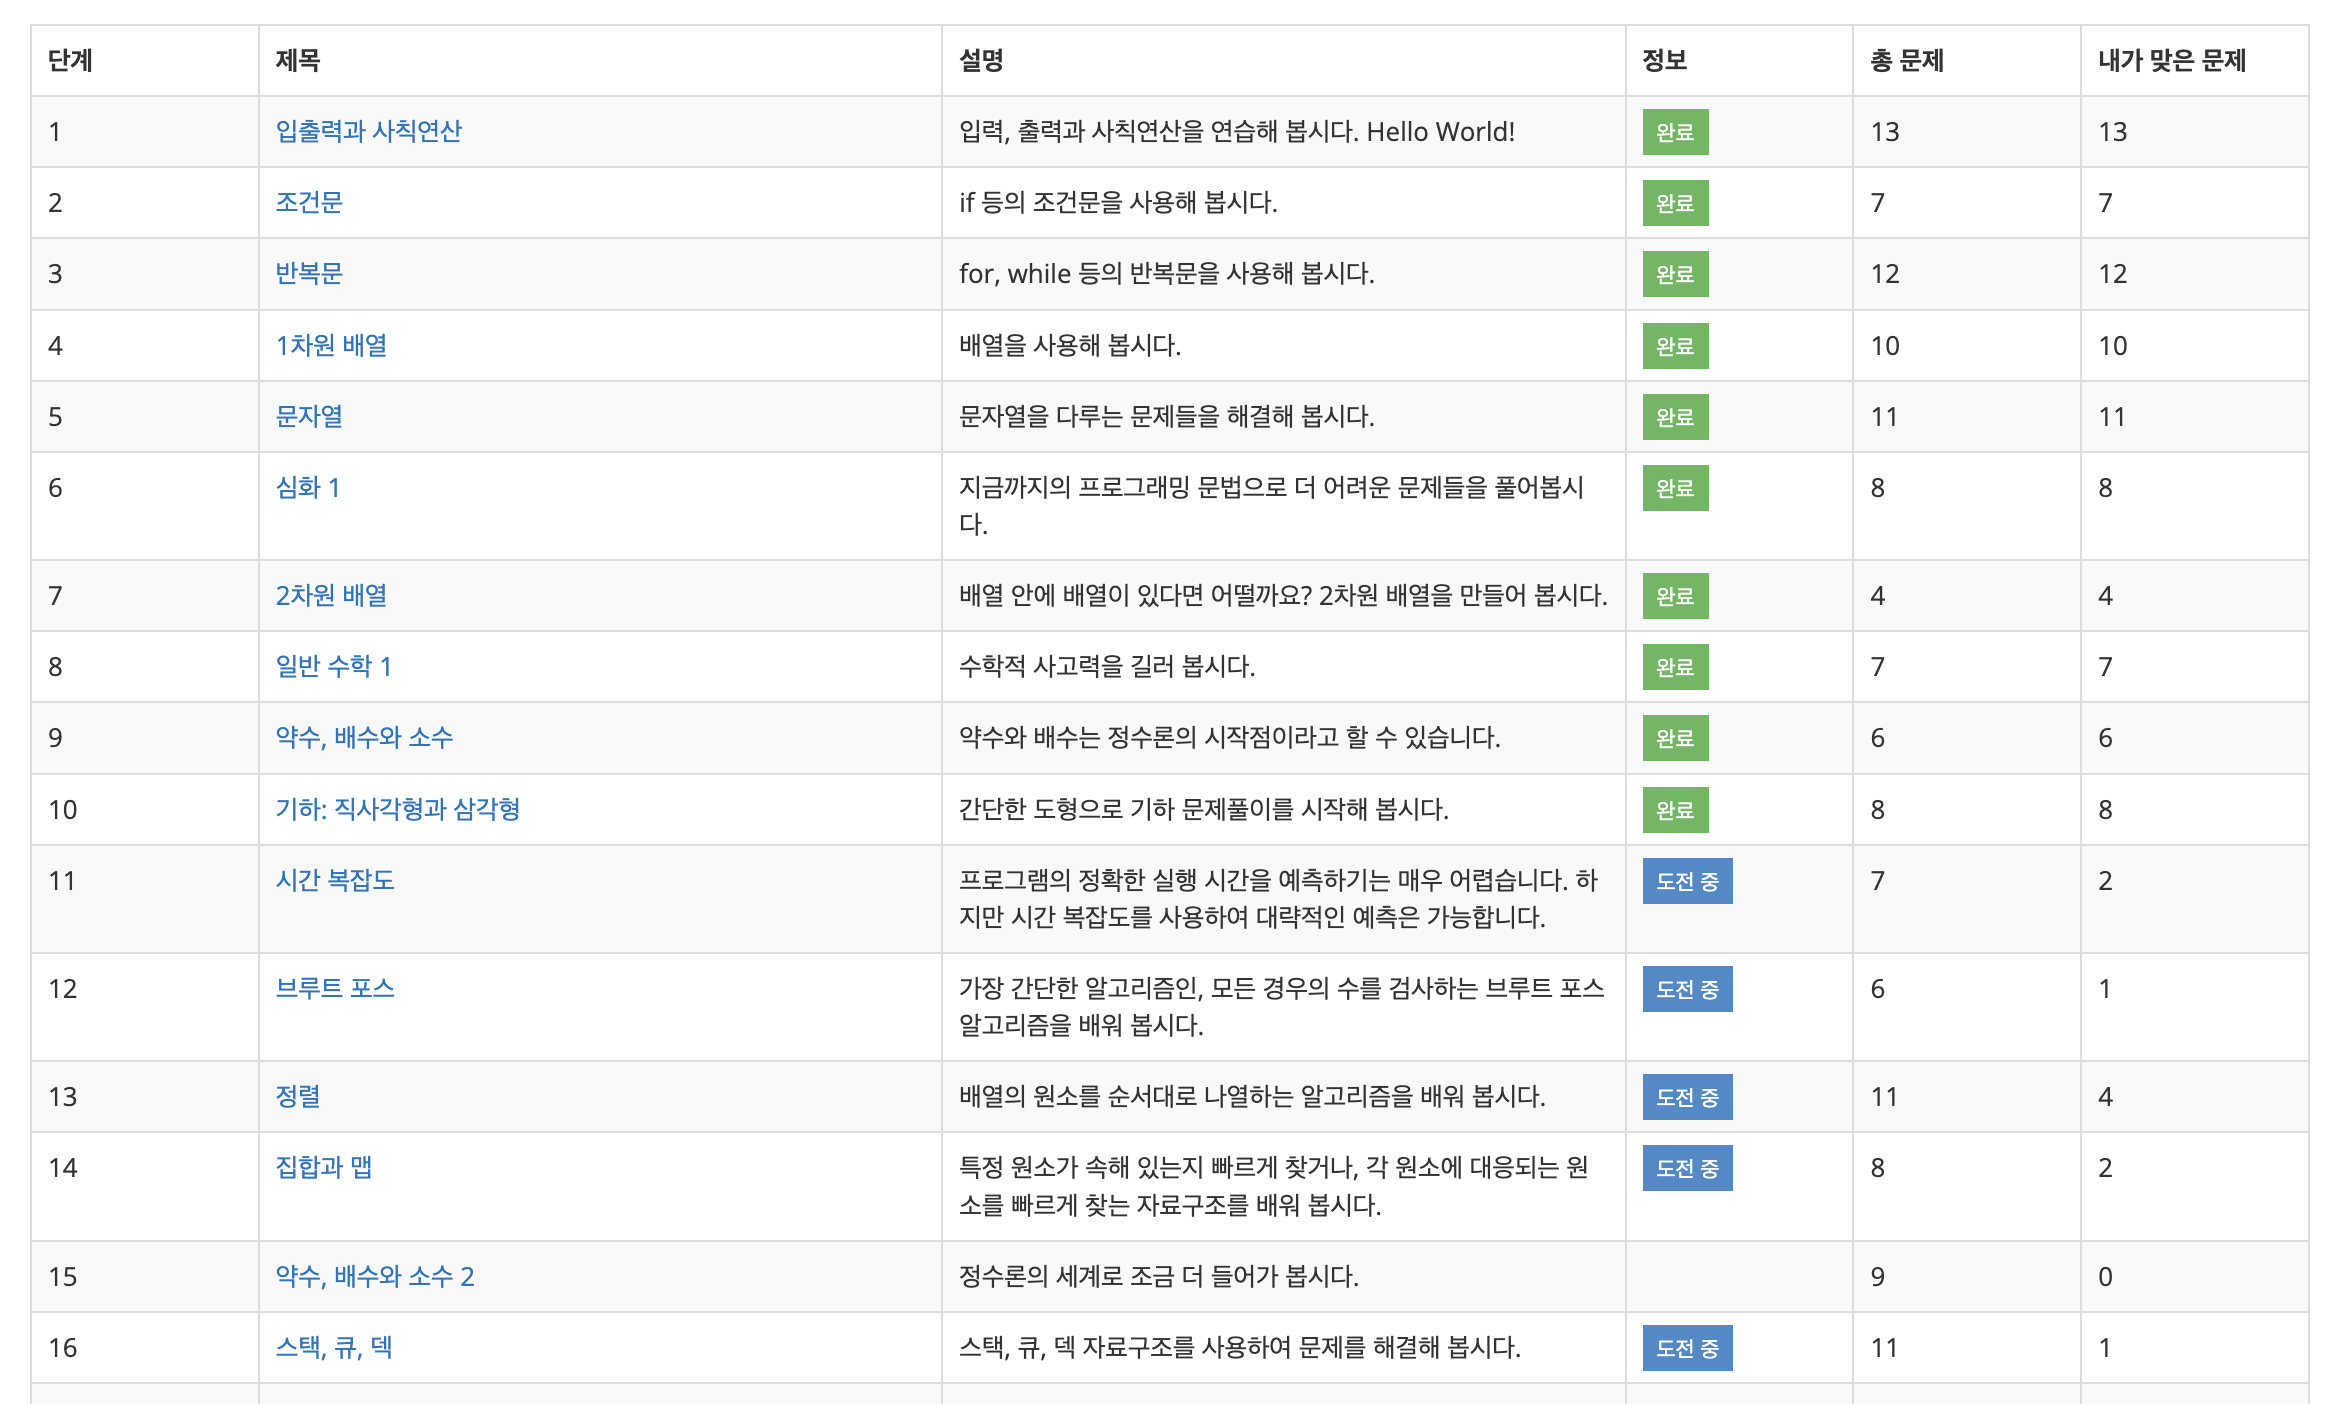 단계 제목 설명 정보 총 문제 내가 맞은 문제
1 입출력과 사칙연산 입력, 출력과 사칙연산을 연습해 봅시다. Hello World! 완료 13 13
2 조건문 if 등의 조건문을 사용해 봅시다. 완료 7 7
3 반복문 for, while 등의 반복문을 사용해 봅시다. 완료 12 12
4 1차원 배열 배열을 사용해 봅시다. 완료 10 10
5 문자열 문자열을 다루는 문제들을 해결해 봅시다. 완료 11 11
6 심화 1 지금까지의 프로그래밍 문법으로 더 어려운 문제들을 풀어봅시 완료 8 8
다.
7 2차원 배열 배열 안에 배열이 있다면 어떨까요? 2차원 배열을 만들어 봅시다. 완료 4 4
8 일반 수학 1 수학적 사고력을 길러 봅시다. 완료 7 7
9 약수, 배수와 소수 약수와 배수는 정수론의 시작점이라고 할 수 있습니다. 완료 6 6
10 기하: 직사각형과 삼각형 간단한 도형으로 기하 문제풀이를 시작해 봅시다. 완료 8 8
11 시간 복잡도 프로그램의 정확한 실행 시간을 예측하기는 매우 어렵습니다. 하 도전 중 7 2
지만 시간 복잡도를 사용하여 대략적인 예측은 가능합니다.
12 브루트 포스 가장 간단한 알고리즘인, 모든 경우의 수를 검사하는 브루트 포스 도전 중 6 1
알고리즘을 배워 봅시다.
13 정렬 배열의 원소를 순서대로 나열하는 알고리즘을 배워 봅시다. 도전 중 11 4
14 집합과 맵 특정 원소가 속해 있는지 빠르게 찾거나, 각 원소에 대응되는 원 도전 중 8 2
소를 빠르게 찾는 자료구조를 배워 봅시다.
15 약수, 배수와 소수 2 정수론의 세계로 조금 더 들어가 봅시다. 9 0
16 스택, 큐, 덱 스택, 큐, 덱 자료구조를 사용하여 문제를 해결해 봅시다. 도전 중 11 1